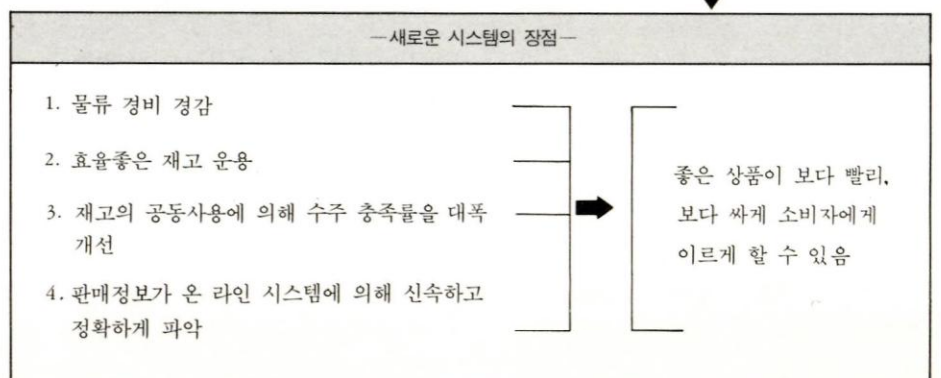 —새로운 시스템의 장점—
1. 물류 경비 경감
2. 효율좋은 재고 운용
3. 재고의 공동사용에 의해 수주 충족률을 대폭
개선
4. 판매정보가 온 라인 시스템에 의해 신속하고
정확하게 파악
좋은 상품이 보다 빨리,
보다 싸게 소비자에게
이르게 할 수 있음